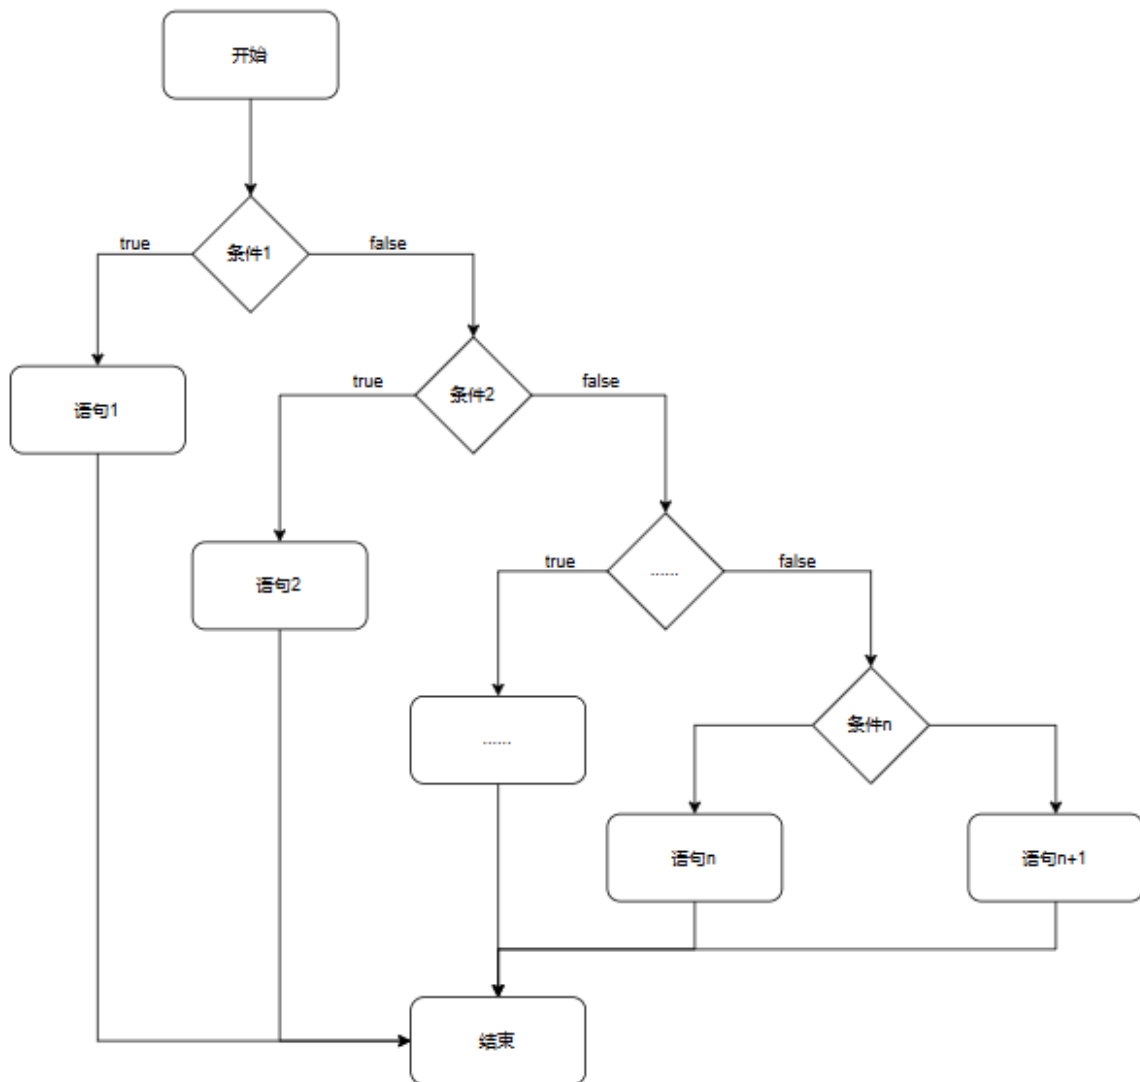 开始
条件1
true
false
语句1
条件2
true
false
语句2
……
true
false
……
条件n
语句n
语句n+1
结束